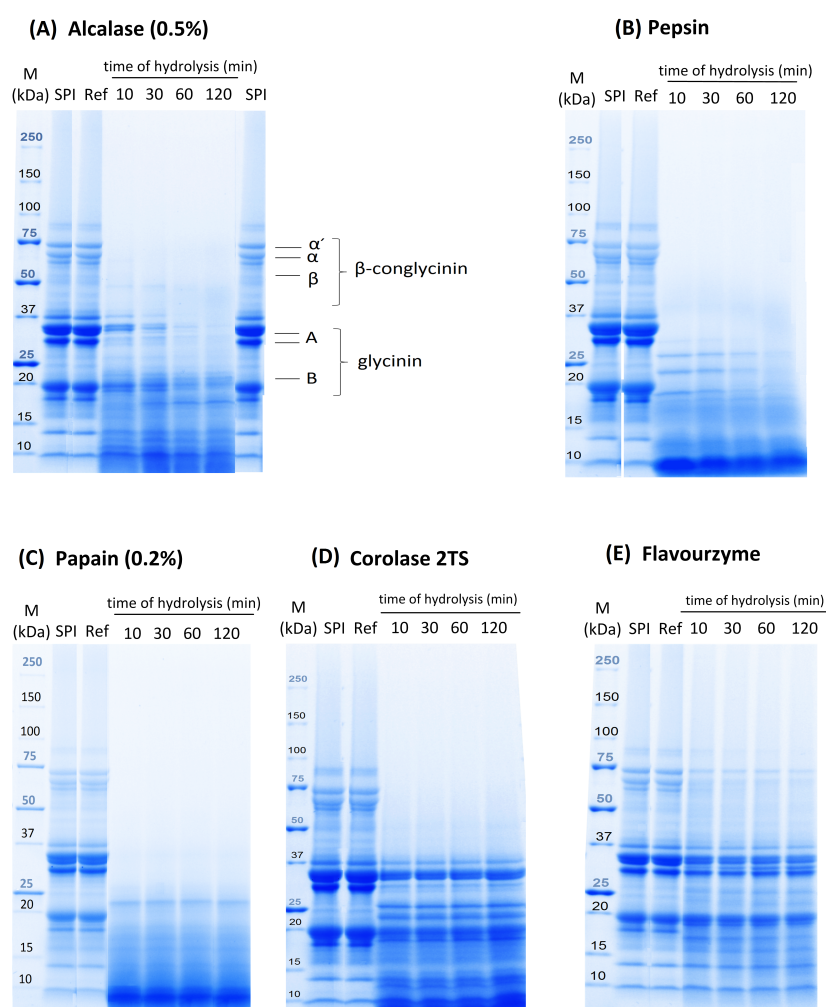 (A) Alcalase (0.5%)
M
(kDa) SPI Ref
time of hydrolysis (min)
10 30 60 120 SPI
250
150
100
75
50
37
25
20
15
10
α´
α
β
β-conglycinin
A
B
glycinin
(B) Pepsin
M
(kDa) SPI Ref
time of hydrolysis (min)
10 30 60 120
250
150
100
75
50
37
25
20
15
10
(C) Papain (0.2%)
M
(kDa) SPI Ref
time of hydrolysis (min)
10 30 60 120
250
150
100
75
50
37
25
20
15
10
(D) Corolase 2TS
M
(kDa) SPI Ref
time of hydrolysis (min)
10 30 60 120
250
150
100
75
50
37
25
20
15
10
(E) Flavourzyme
M
(kDa) SPI Ref
time of hydrolysis (min)
10 30 60 120
250
150
100
75
50
37
25
20
15
10